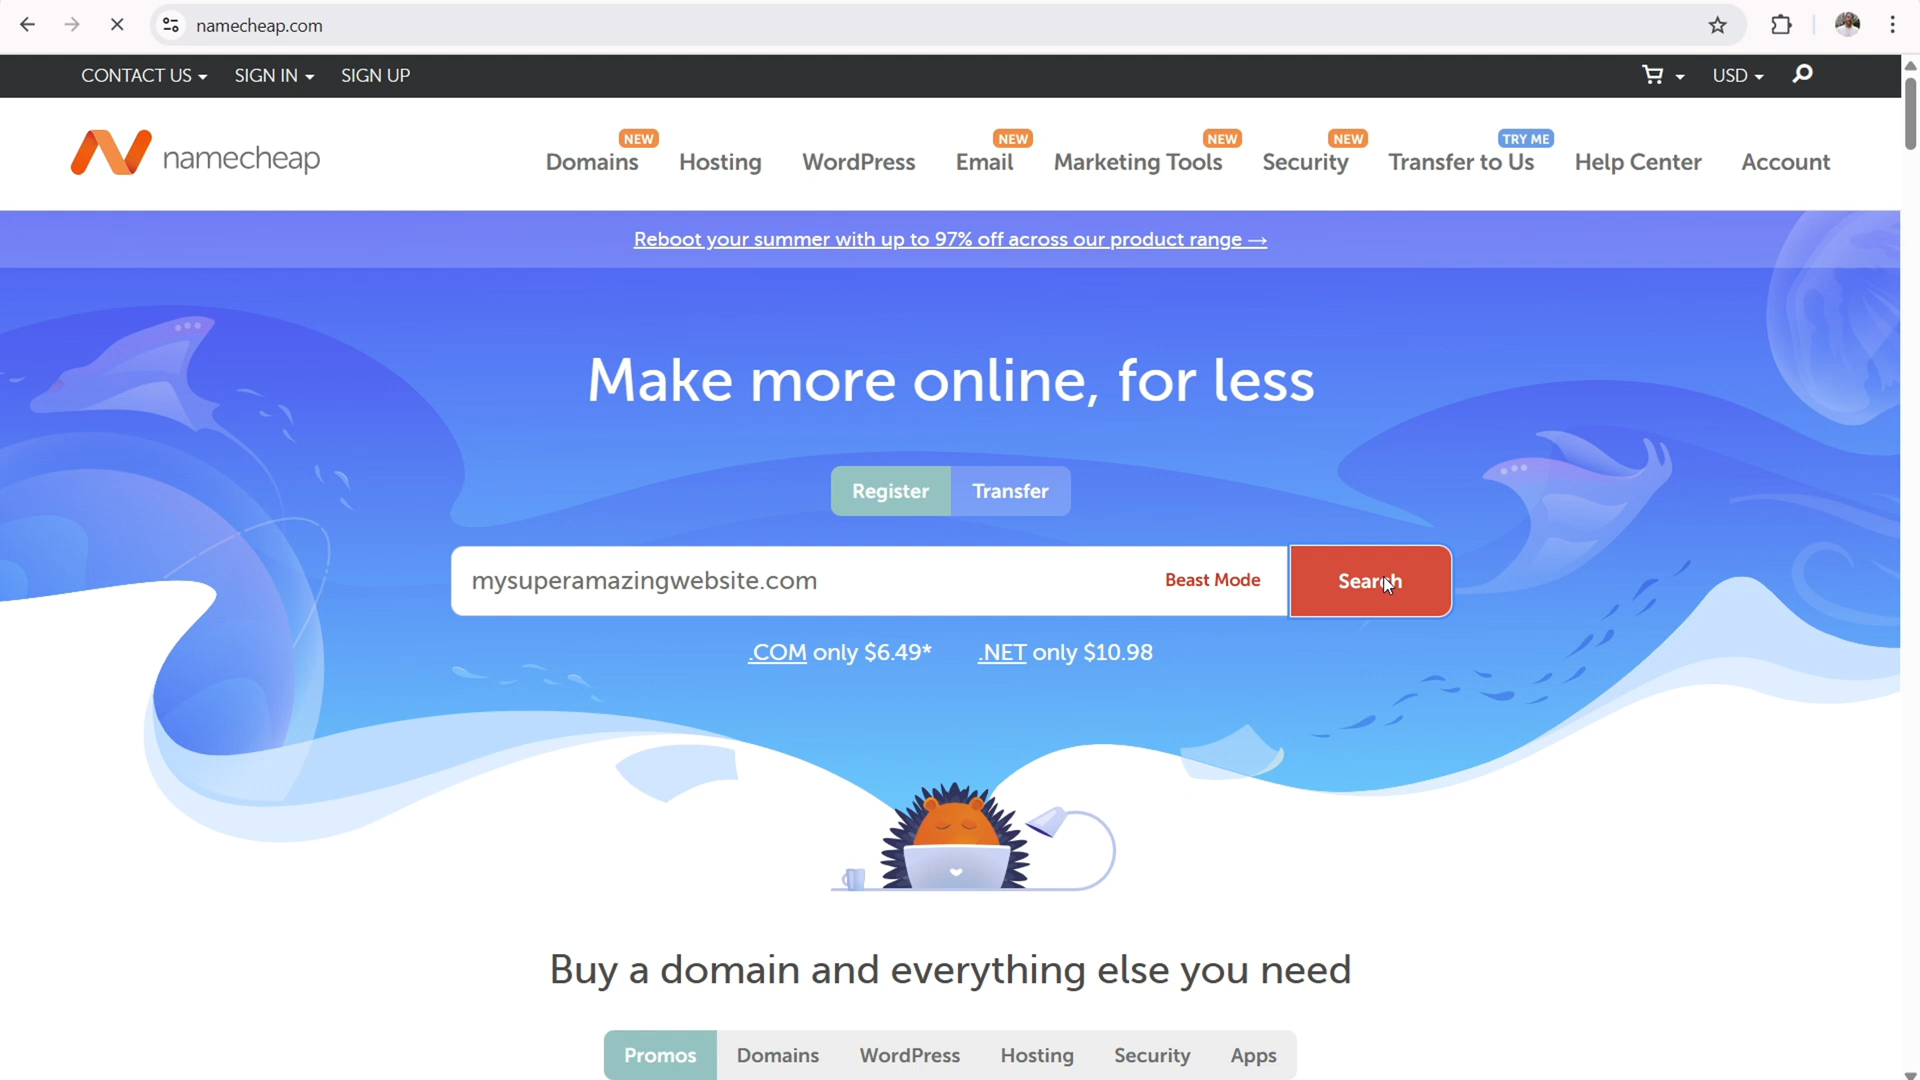 namecheap.com
CONTACT US SIGN IN SIGN UP USD
namecheap
NEW NEW NEW NEW TRY ME
Domains Hosting WordPress Email Marketing Tools Security Transfer to Us Help Center Account
Reboot your summer with up to 97% off across our product range →
Make more online, for less
Register Transfer
mysuperamazingwebsite.com Beast Mode Search
.COM only $6.49* .NET only $10.98
Buy a domain and everything else you need
Promos Domains WordPress Hosting Security Apps